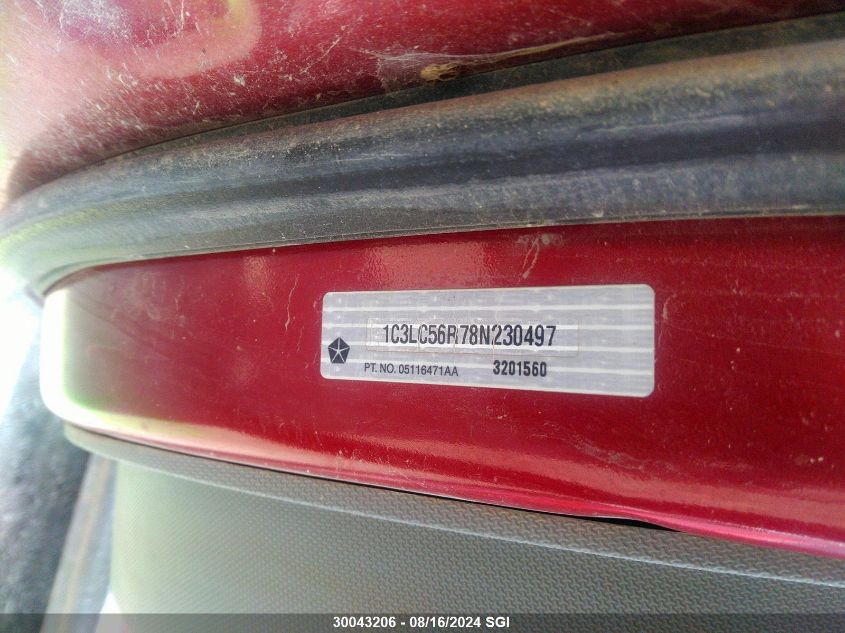 1C3LC56R78N230497
PT. NO. 05116471AA 3201560
30043206 - 08/16/2024 SGI